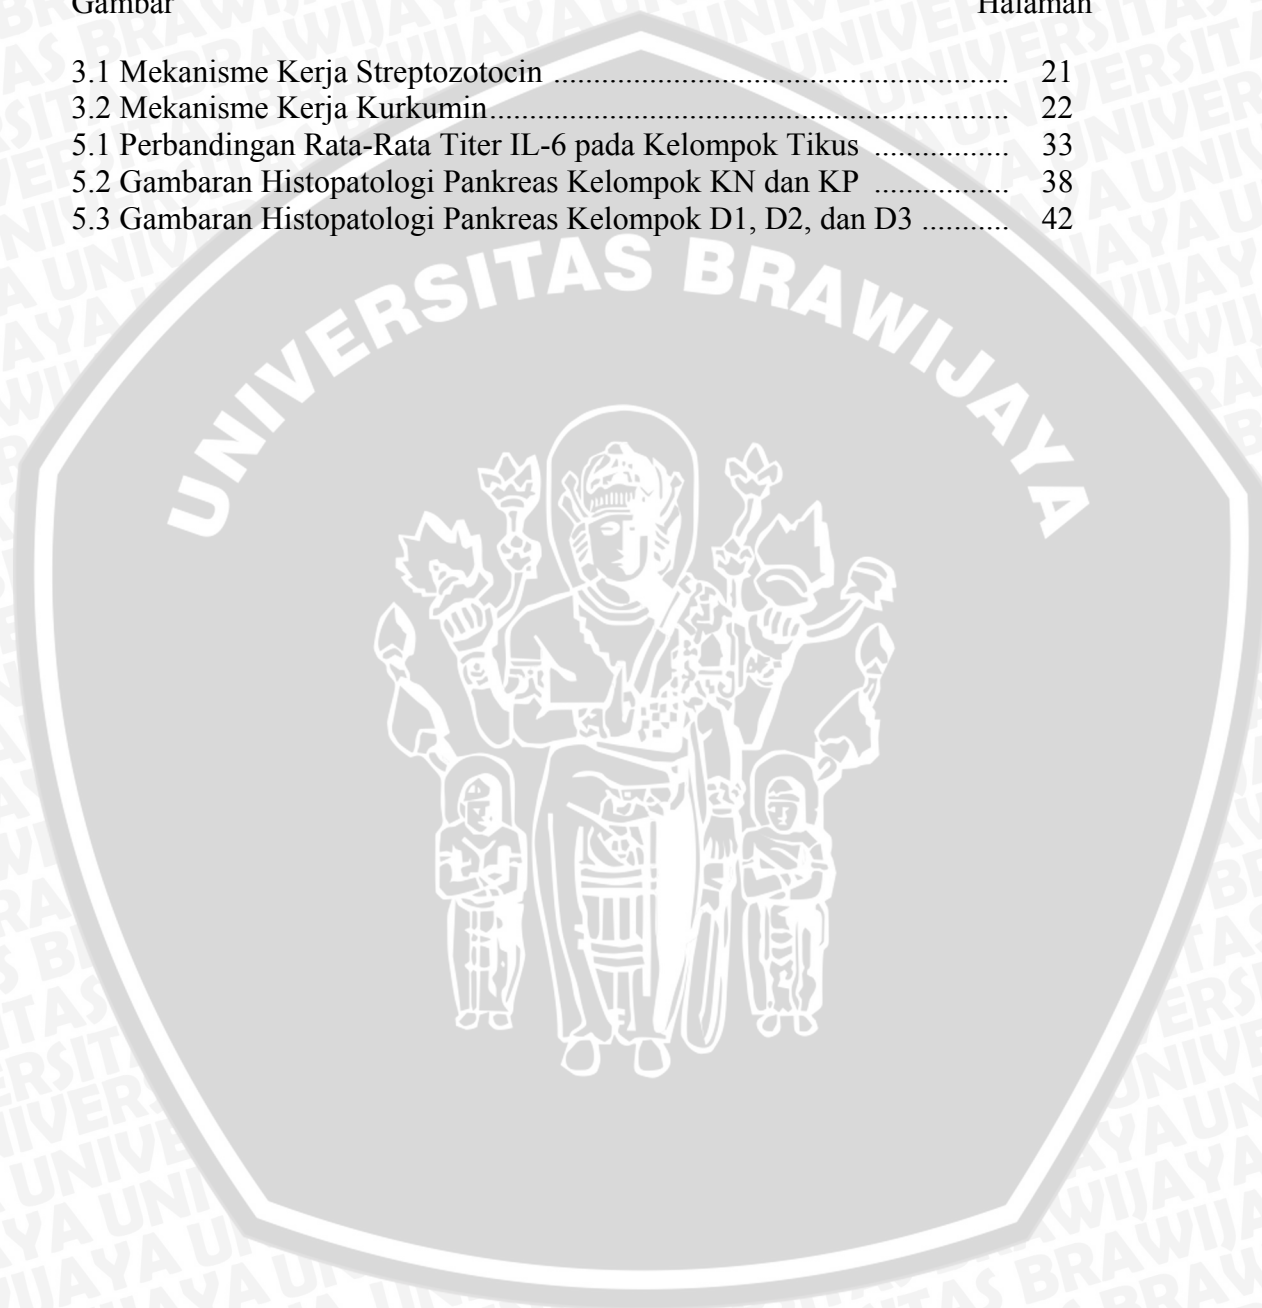 Gambar Halaman
3.1 Mekanisme Kerja Streptozotocin ......................................................... 21
3.2 Mekanisme Kerja Kurkumin................................................................. 22
5.1 Perbandingan Rata-Rata Titer IL-6 pada Kelompok Tikus ................. 33
5.2 Gambaran Histopatologi Pankreas Kelompok KN dan KP ................. 38
5.3 Gambaran Histopatologi Pankreas Kelompok D1, D2, dan D3 ........... 42
UNIVERSITAS BRAWIJAYA